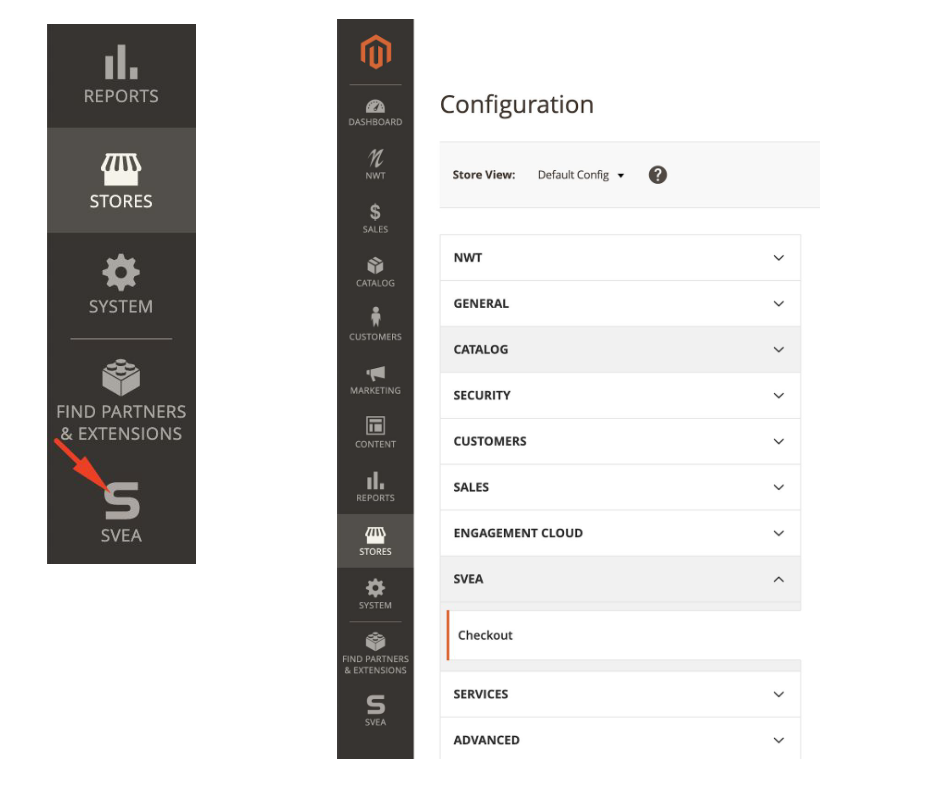 REPORTS
STORES
SYSTEM
FIND PARTNERS
& EXTENSIONS
SVEA
DASHBOARD
NWT
SALES
CATALOG
CUSTOMERS
MARKETING
CONTENT
REPORTS
STORES
SYSTEM
FIND PARTNERS
& EXTENSIONS
SVEA
Configuration
Store View: Default Config ?
NWT
GENERAL
CATALOG
SECURITY
CUSTOMERS
SALES
ENGAGEMENT CLOUD
SVEA
Checkout
SERVICES
ADVANCED